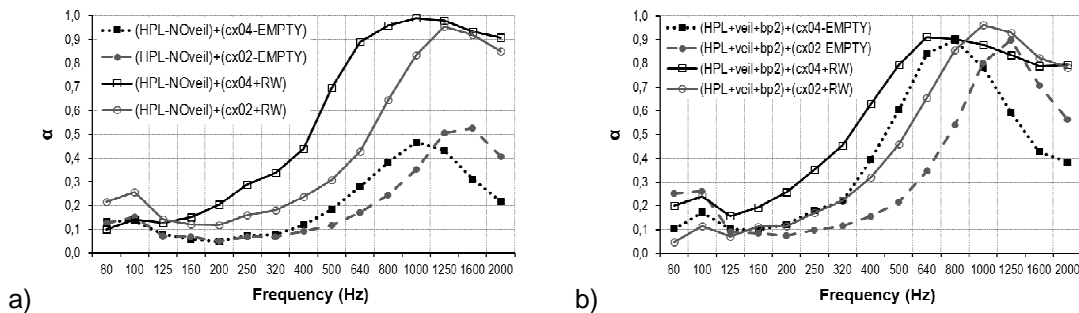 a)
α
1,0
0,9
0,8
0,7
0,6
0,5
0,4
0,3
0,2
0,1
0,0
(HPL-NOveil)+(cx04-EMPTY)
(HPL-NOveil)+(cx02-EMPTY)
(HPL-NOveil)+(cx04+RW)
(HPL-NOveil)+(cx02+RW)
80 100 125 160 200 250 320 400 500 640 800 1000 1250 1600 2000
Frequency (Hz)
b)
α
1,0
0,9
0,8
0,7
0,6
0,5
0,4
0,3
0,2
0,1
0,0
(HPL+veil+bp2)+(cx04-EMPTY)
(HPL+veil+bp2)+(cx02-EMPTY)
(HPL+veil+bp2)+(cx04+RW)
(HPL+veil+bp2)+(cx02+RW)
80 100 125 160 200 250 320 400 500 640 800 1000 1250 1600 2000
Frequency (Hz)